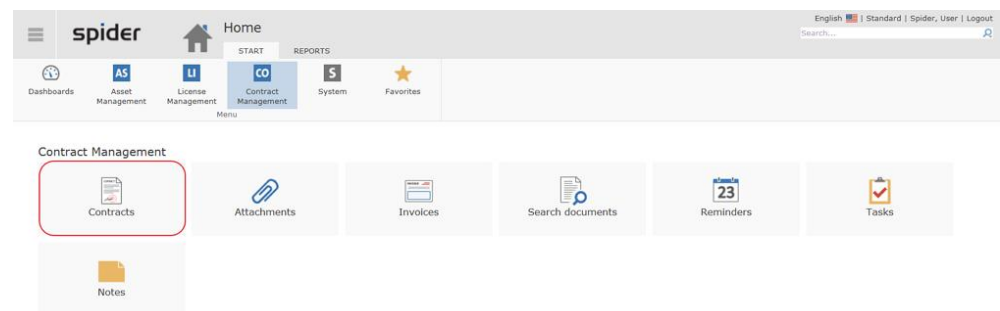 English | Standard | Spider, User | Logout
spider
Home
Search...
START REPORTS
AS LI CO S
Dashboards Asset Management License Management Contract Management System Favorites
Menu
Contract Management
23
Contracts Attachments Invoices Search documents Reminders Tasks
Notes